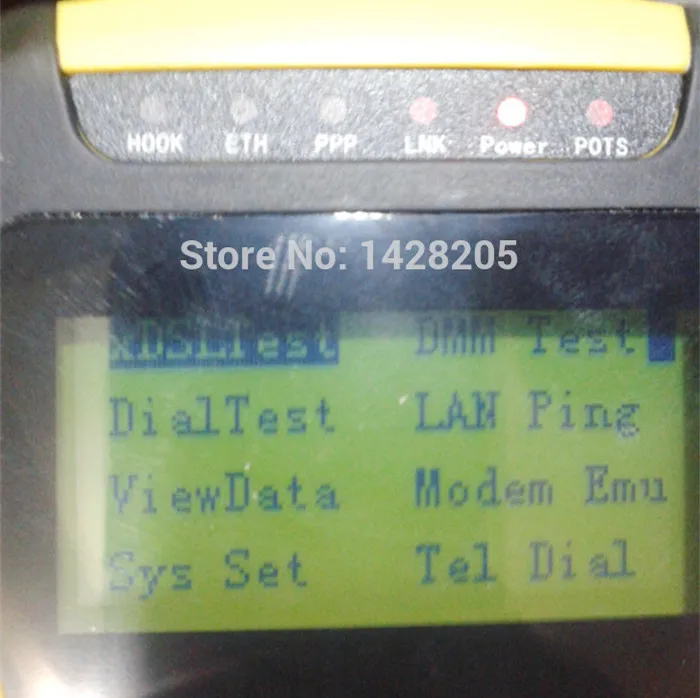 HOOK ETH PPP LNK Power POTS
Store No: 1428205
xDSLTest DMM Test
DialTest LAN Ping
ViewData Modem Emu
Sys Set Tel Dial